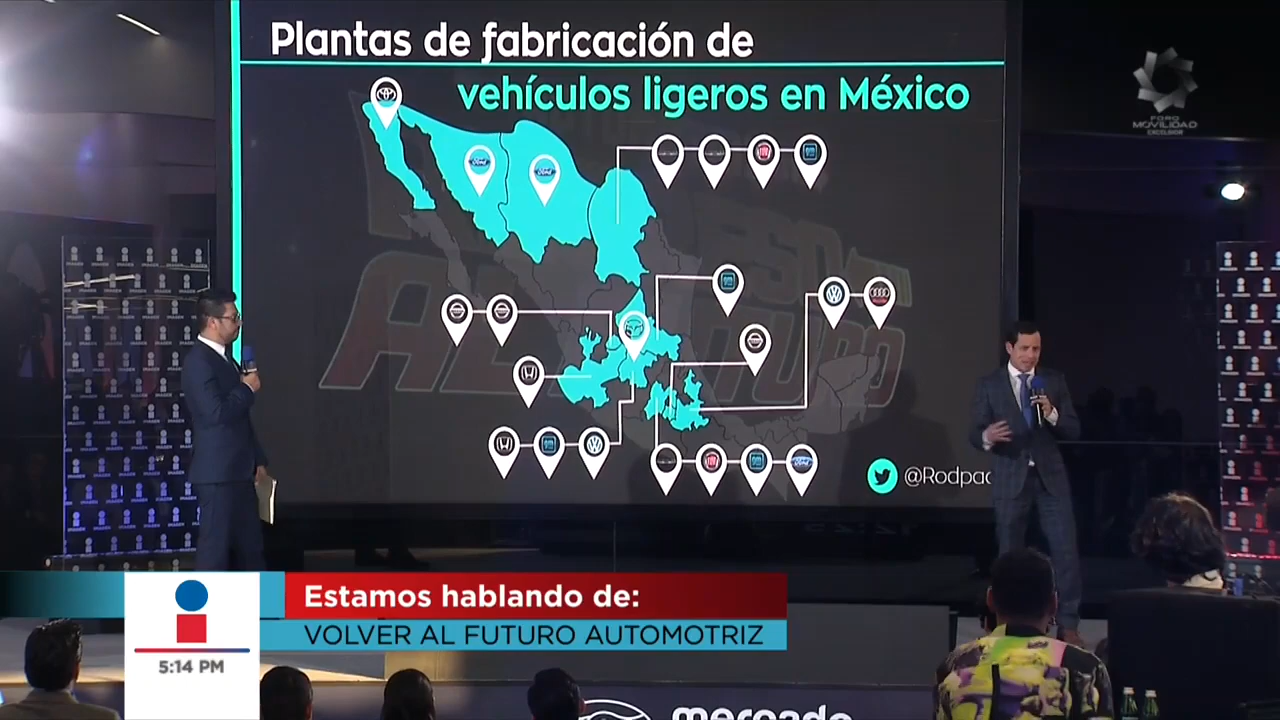 Plantas de fabricación de
vehículos ligeros en México
FORO
MOVILIDAD
EXCELSIOR
@Rodpac
Estamos hablando de:
VOLVER AL FUTURO AUTOMOTRIZ
5:14 PM
mercado